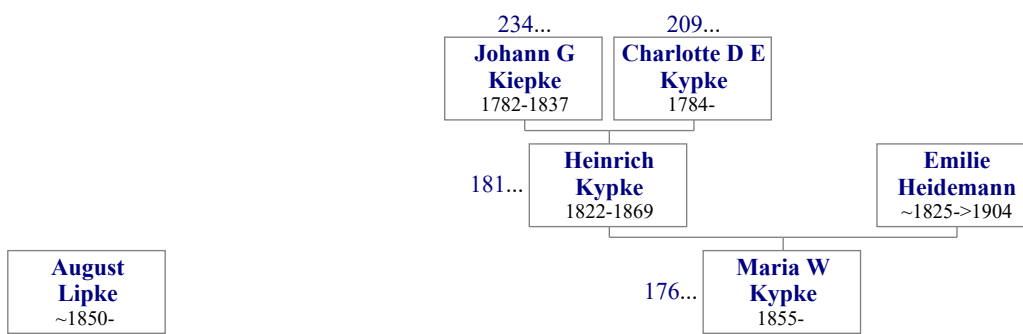 234... 209...
Johann G
Kiepke
1782-1837
Charlotte D E
Kypke
1784-
181...
Heinrich
Kypke
1822-1869
Emilie
Heidemann
~1825->1904
August
Lipke
~1850-
176...
Maria W
Kypke
1855-